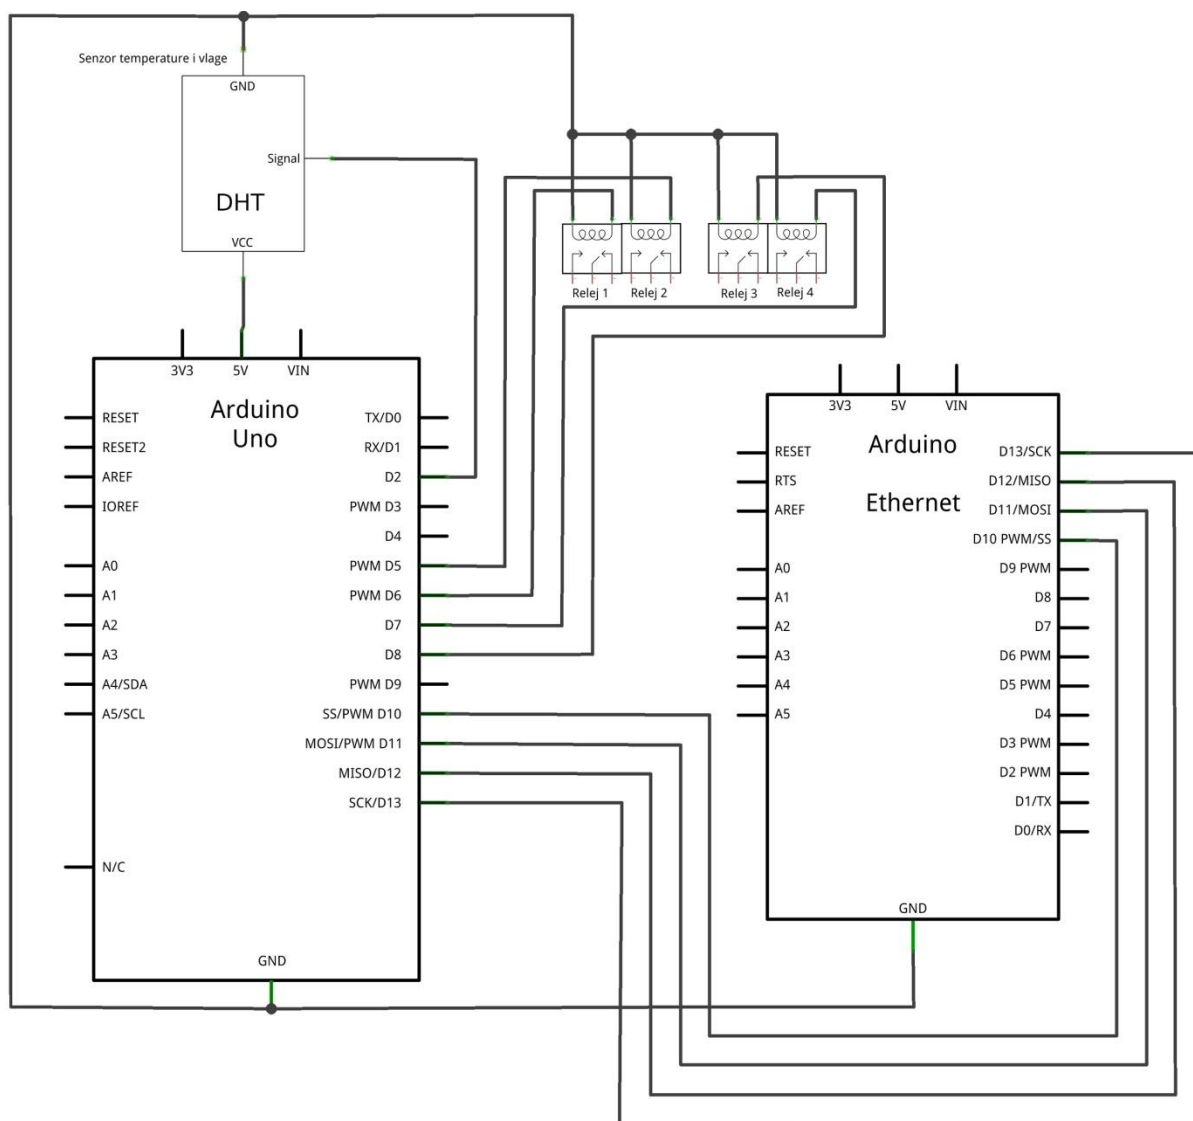 Senzor temperature i vlage
GND
Signal
DHT
VCC
Relej 1
Relej 2
Relej 3
Relej 4
3V3
5V
VIN
Arduino
Uno
RESET
RESET2
AREF
IOREF
A0
A1
A2
A3
A4/SDA
A5/SCL
N/C
TX/D0
RX/D1
D2
PWM D3
D4
PWM D5
PWM D6
D7
D8
PWM D9
SS/PWM D10
MOSI/PWM D11
MISO/D12
SCK/D13
GND
3V3
5V
VIN
Arduino
Ethernet
RESET
RTS
AREF
A0
A1
A2
A3
A4
A5
D13/SCK
D12/MISO
D11/MOSI
D10 PWM/SS
D9 PWM
D8
D7
D6 PWM
D5 PWM
D4
D3 PWM
D2 PWM
D1/TX
D0/RX
GND